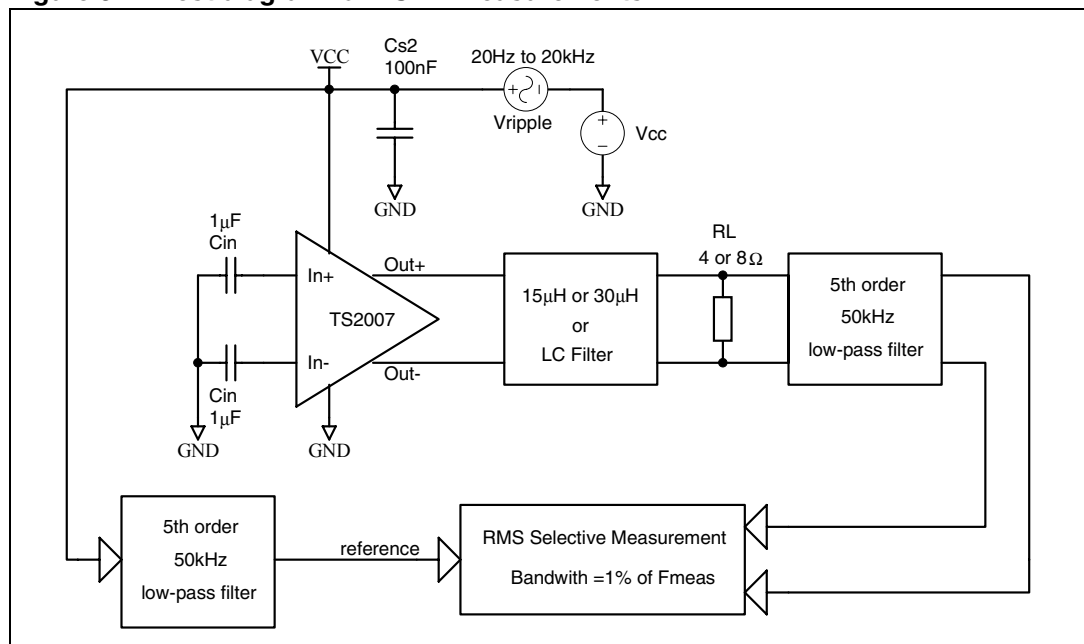 VCC
Cs2
100nF
20Hz to 20kHz
Vripple
Vcc
GND
GND
1µF
Cin
In+
TS2007
In-
Cin
1µF
GND
GND
Out+
Out-
15µH or 30µH
or
LC Filter
RL
4 or 8Ω
5th order
50kHz
low-pass filter
5th order
50kHz
low-pass filter
reference
RMS Selective Measurement
Bandwith =1% of Fmeas